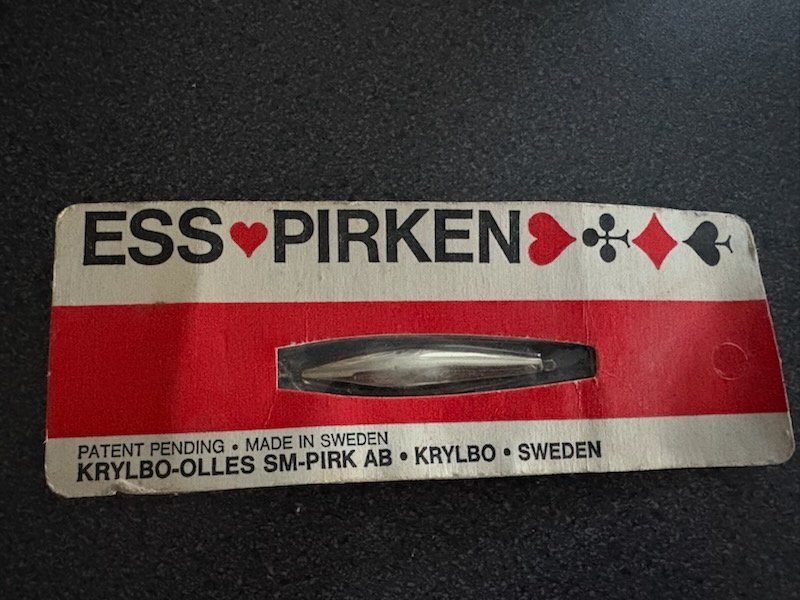 ESS♥PIRKEN♥♣♦♠
PATENT PENDING • MADE IN SWEDEN
KRYLBO-OLLES SM-PIRK AB • KRYLBO • SWEDEN